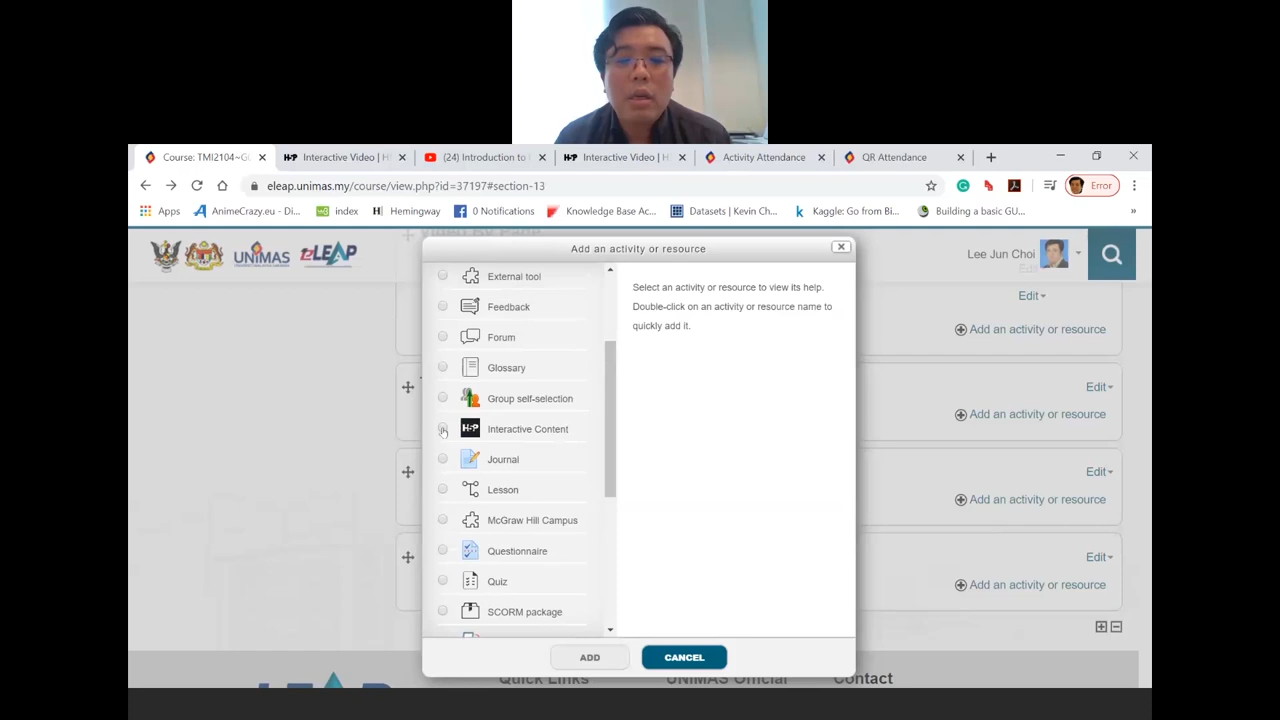 Course: TMI2104~G
Interactive Video | H
(24) Introduction to
Interactive Video | H
Activity Attendance
QR Attendance
eleap.unimas.my/course/view.php?id=37197#section-13
Error
Apps
AnimeCrazy.eu - Di...
index
Hemingway
0 Notifications
Knowledge Base Ac...
Datasets | Kevin Ch...
Kaggle: Go from Bi...
Building a basic GU...
»
UNIMAS
eLEAP
Lee Jun Choi
Edit
Add an activity or resource
External tool
Feedback
Forum
Glossary
Group self-selection
H5P
Interactive Content
Journal
Lesson
McGraw Hill Campus
Questionnaire
Quiz
SCORM package
Select an activity or resource to view its help.
Double-click on an activity or resource name to
quickly add it.
ADD
CANCEL
Edit
Add an activity or resource
Edit
Add an activity or resource
Edit
Add an activity or resource
Edit
Add an activity or resource
LEAP
Quick Links
UNIMAS Official
Contact